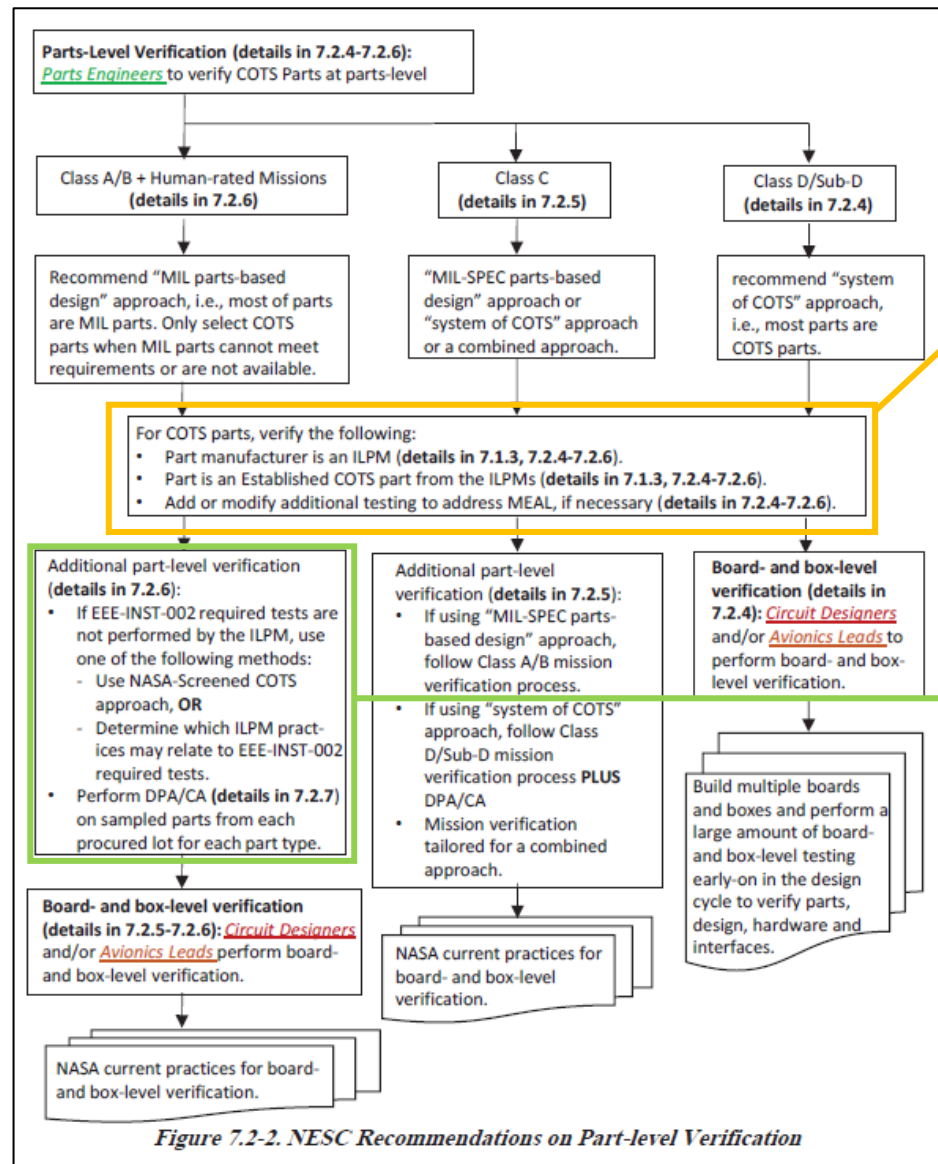 Parts-Level Verification (details in 7.2.4-7.2.6):
Parts Engineers to verify COTS Parts at parts-level
Class A/B + Human-rated Missions
(details in 7.2.6)
Class C
(details in 7.2.5)
Class D/Sub-D
(details in 7.2.4)
Recommend “MIL parts-based
design” approach, i.e., most of parts
are MIL parts. Only select COTS
parts when MIL parts cannot meet
requirements or are not available.
“MIL-SPEC parts-based
design” approach or
“system of COTS” approach
or a combined approach.
recommend “system
of COTS” approach,
i.e., most parts are
COTS parts.
For COTS parts, verify the following:
• Part manufacturer is an ILPM (details in 7.1.3, 7.2.4-7.2.6).
• Part is an Established COTS part from the ILPMs (details in 7.1.3, 7.2.4-7.2.6).
• Add or modify additional testing to address MEAL, if necessary (details in 7.2.4-7.2.6).
Additional part-level verification
(details in 7.2.6):
• If EEE-INST-002 required tests are
not performed by the ILPM, use
one of the following methods:
- Use NASA-Screened COTS
approach, OR
- Determine which ILPM pract-
ices may relate to EEE-INST-002
required tests.
• Perform DPA/CA (details in 7.2.7)
on sampled parts from each
procured lot for each part type.
Additional part-level
verification (details in 7.2.5):
• If using “MIL-SPEC parts-
based design” approach,
follow Class A/B mission
verification process.
• If using “system of COTS”
approach, follow Class
D/Sub-D mission
verification process PLUS
DPA/CA
• Mission verification
tailored for a combined
approach.
Board- and box-level
verification (details in
7.2.4): Circuit Designers
and/or Avionics Leads to
perform board- and box-
level verification.
Build multiple boards
and boxes and perform a
large amount of board-
and box-level testing
early-on in the design
cycle to verify parts,
design, hardware and
interfaces.
Board- and box-level verification
(details in 7.2.5-7.2.6): Circuit Designers
and/or Avionics Leads perform board-
and box-level verification.
NASA current practices for
board- and box-level
verification.
NASA current practices for board-
and box-level verification.
Figure 7.2-2. NESC Recommendations on Part-level Verification